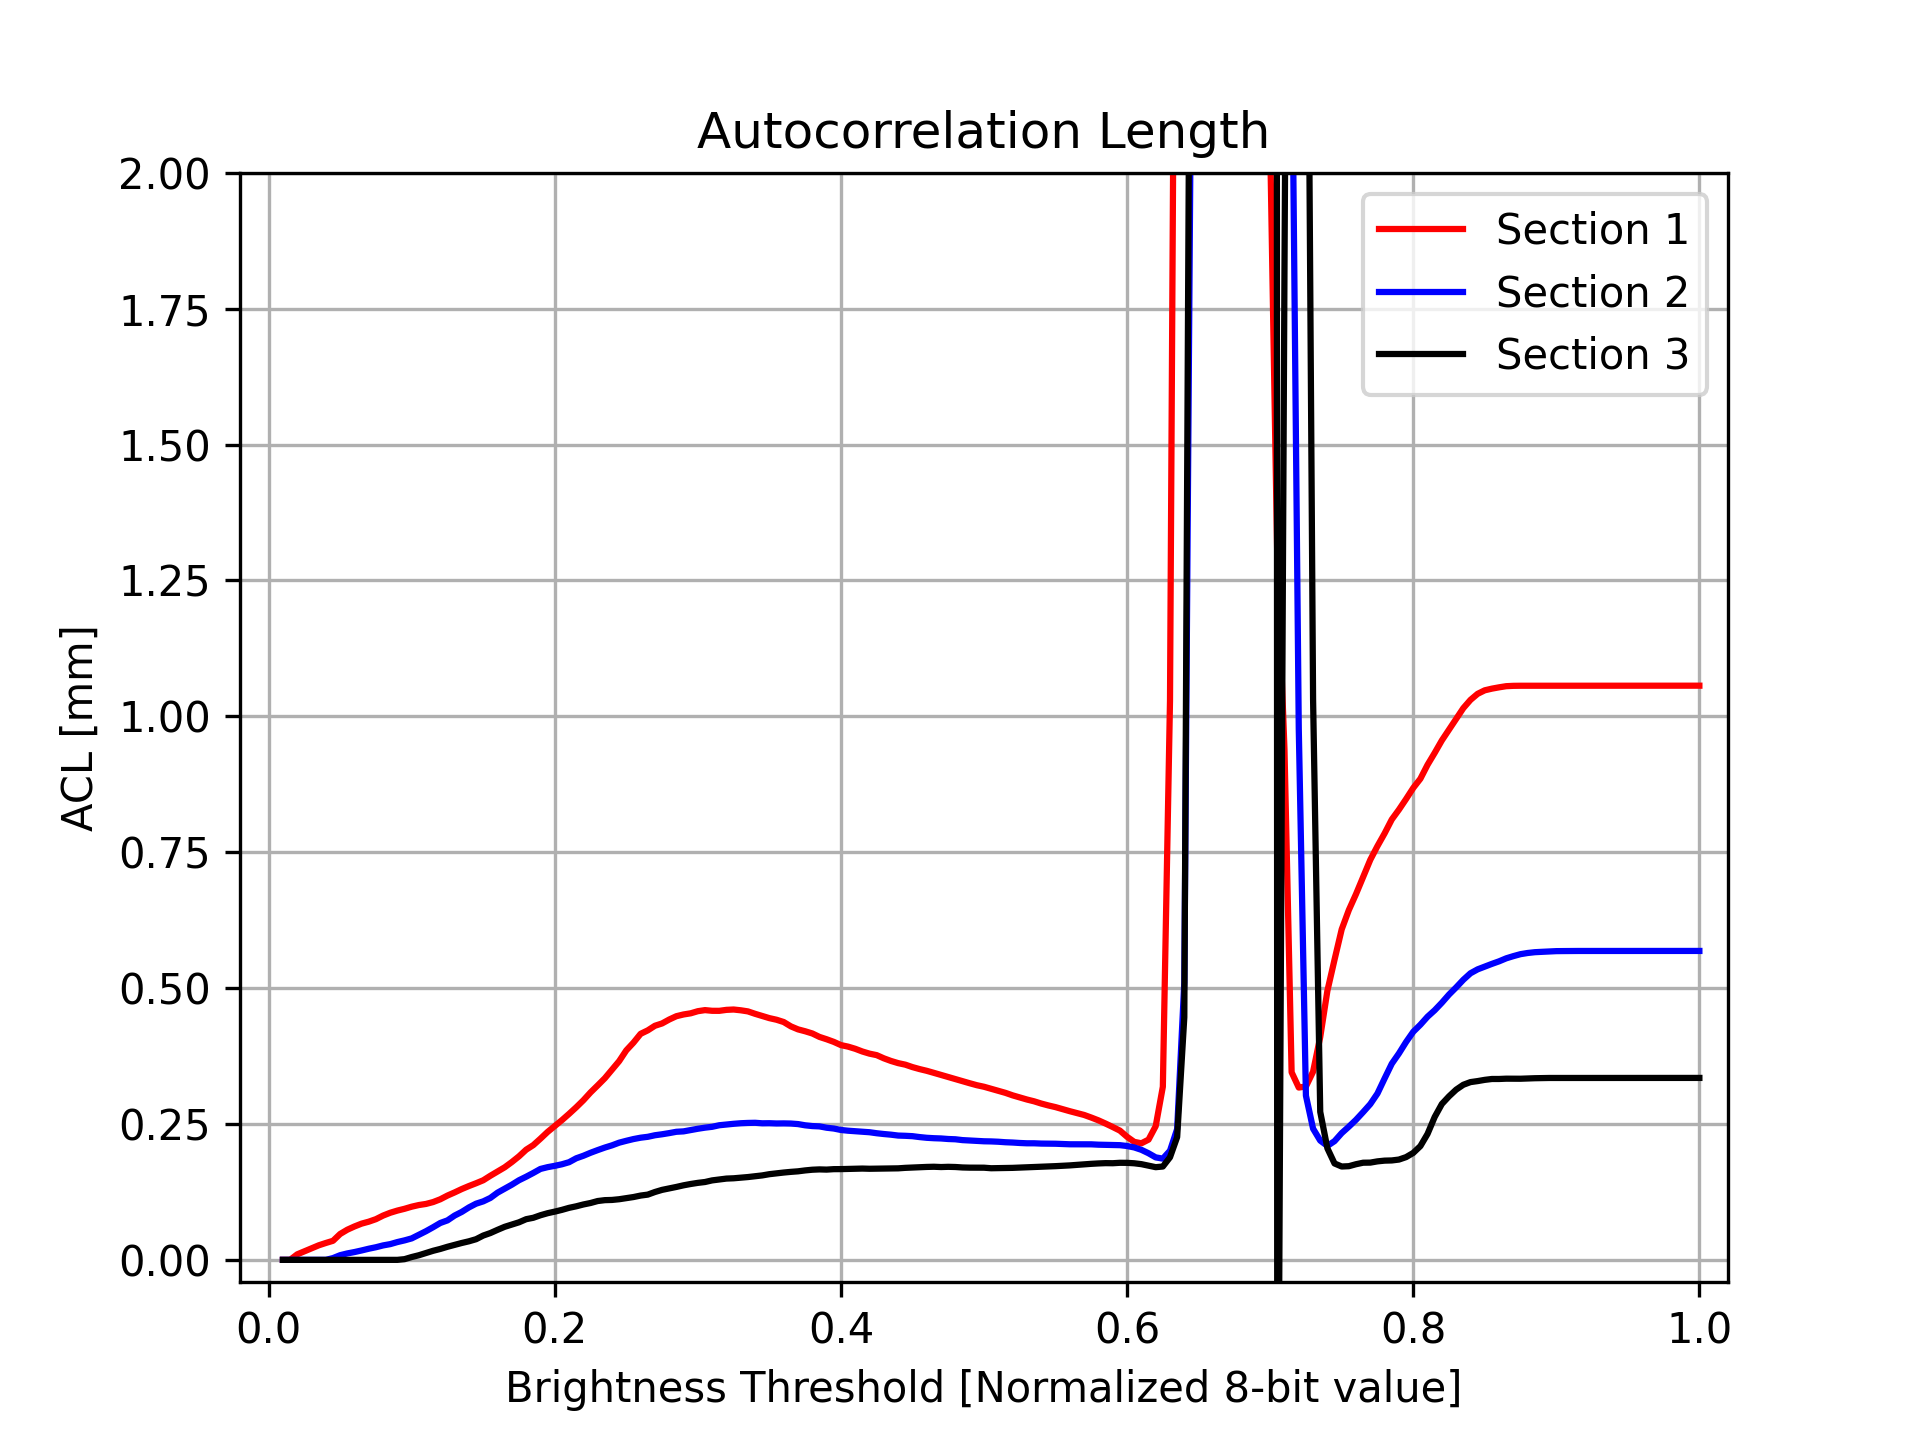 Autocorrelation Length
2.00
1.75
1.50
1.25
1.00
0.75
0.50
0.25
0.00
ACL [mm]
Section 1
Section 2
Section 3
0.0 0.2 0.4 0.6 0.8 1.0
Brightness Threshold [Normalized 8-bit value]